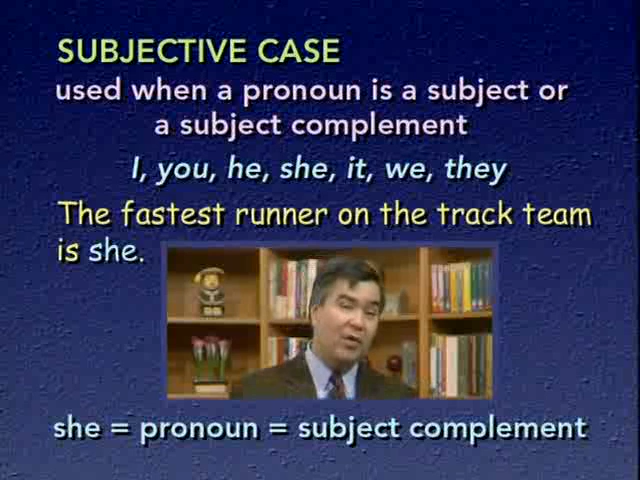 SUBJECTIVE CASE
used when a pronoun is a subject or
a subject complement
I, you, he, she, it, we, they
The fastest runner on the track team
is she.
she = pronoun = subject complement